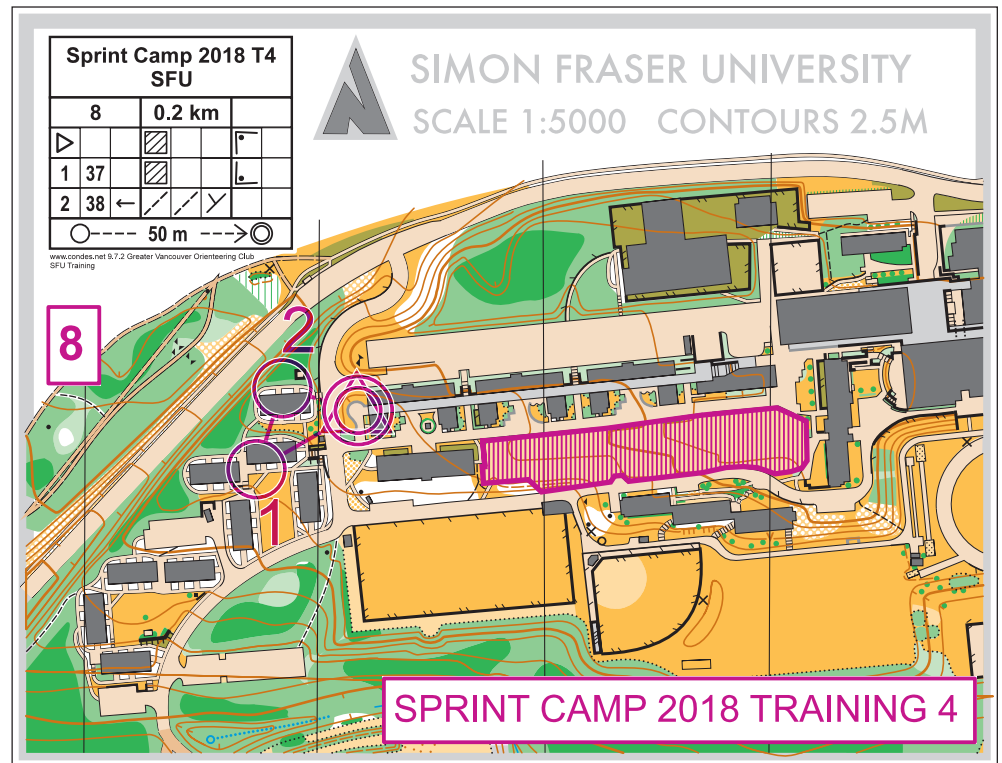 Sprint Camp 2018 T4
SFU
8 0.2 km
1 37
2 38
50 m
www.condes.net 9.7.2 Greater Vancouver Orienteering Club
SFU Training
SIMON FRASER UNIVERSITY
SCALE 1:5000 CONTOURS 2.5M
N
8
2
1
SPRINT CAMP 2018 TRAINING 4